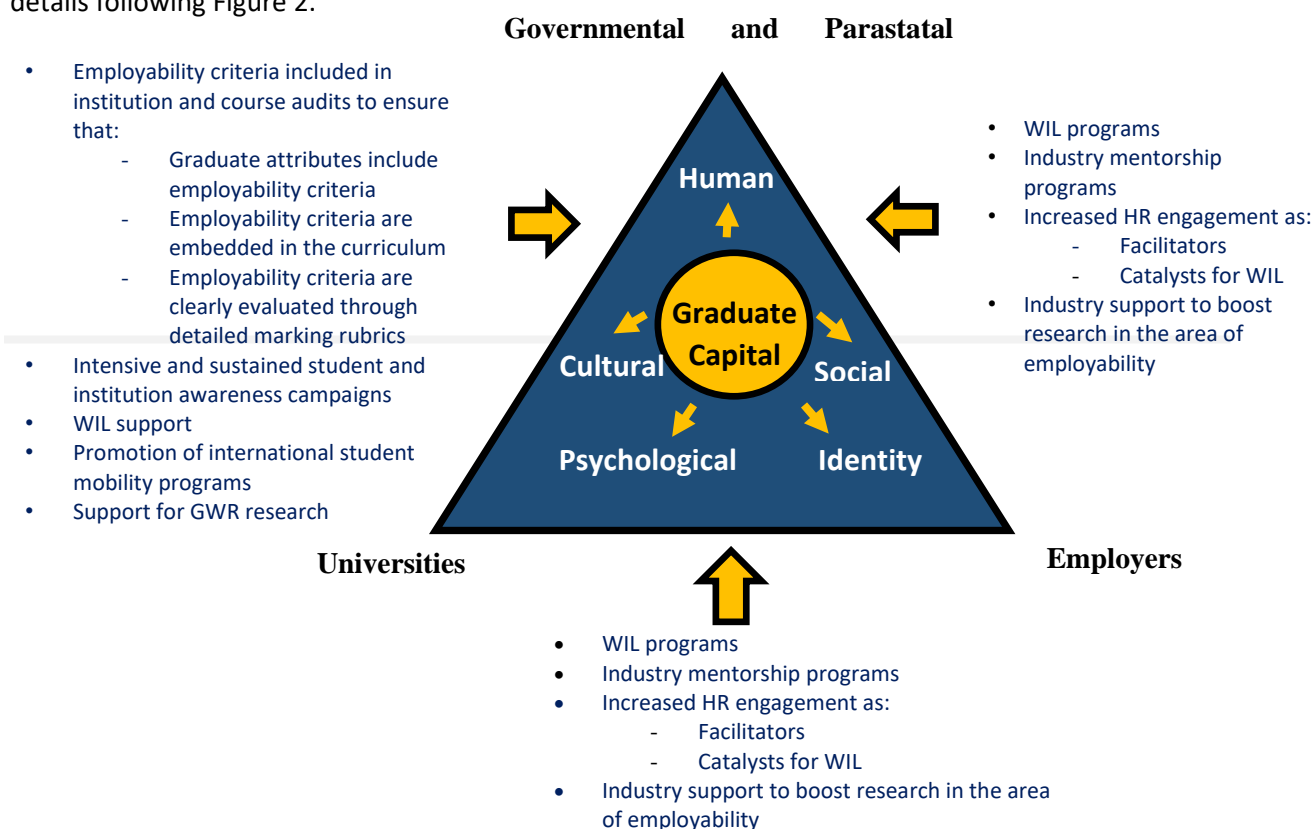 details following Figure 2.
Governmental and Parastatal
• Employability criteria included in
institution and course audits to ensure
that:
- Graduate attributes include
employability criteria
- Employability criteria are
embedded in the curriculum
- Employability criteria are
clearly evaluated through
detailed marking rubrics
• Intensive and sustained student and
institution awareness campaigns
• WIL support
• Promotion of international student
mobility programs
• Support for GWR research
Human
Graduate
Capital
Cultural
Social
Psychological
Identity
• WIL programs
• Industry mentorship
programs
• Increased HR engagement as:
- Facilitators
- Catalysts for WIL
• Industry support to boost
research in the area of
employability
Universities
Employers
• WIL programs
• Industry mentorship programs
• Increased HR engagement as:
- Facilitators
- Catalysts for WIL
• Industry support to boost research in the area
of employability